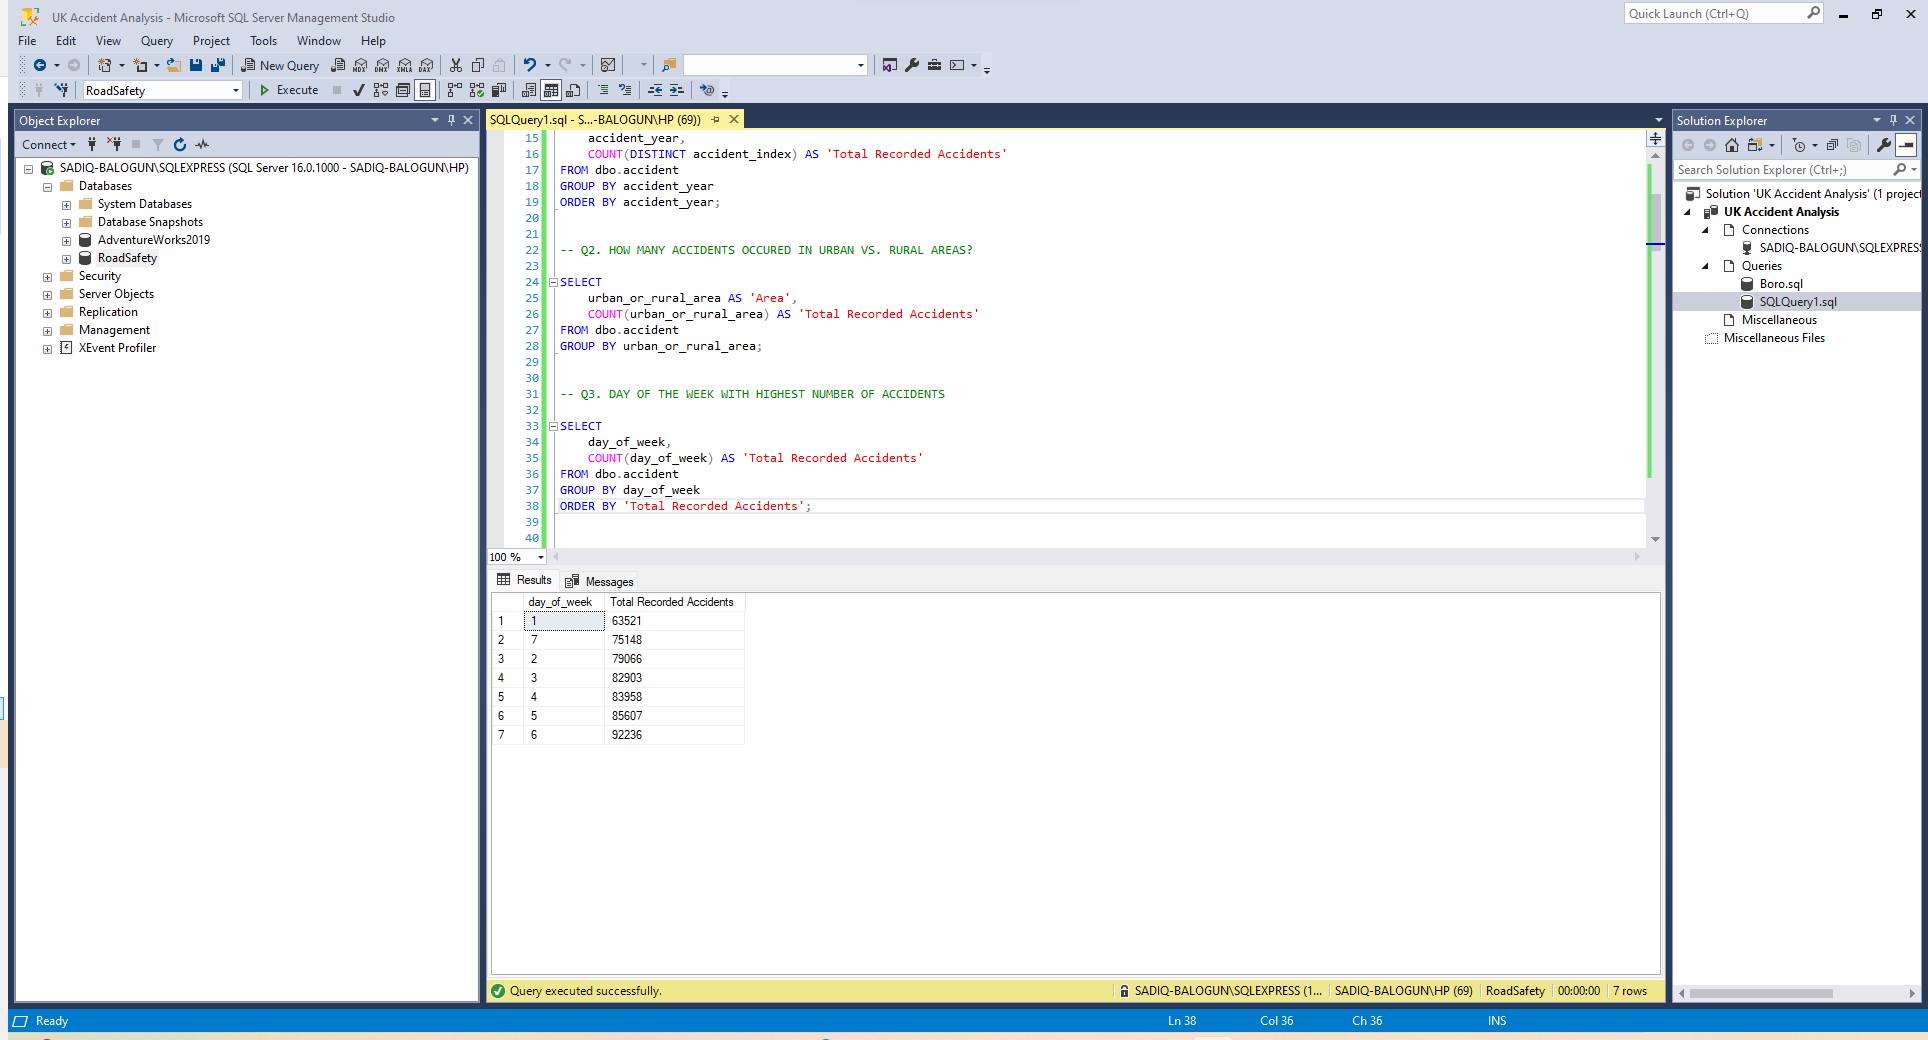 UK Accident Analysis - Microsoft SQL Server Management Studio
Quick Launch (Ctrl+Q)
File Edit View Query Project Tools Window Help
New Query MDX DMX XMLA DAX
RoadSafety Execute
Object Explorer
Connect
SADIQ-BALOGUN\SQLEXPRESS (SQL Server 16.0.1000 - SADIQ-BALOGUN\HP)
Databases
System Databases
Database Snapshots
AdventureWorks2019
RoadSafety
Security
Server Objects
Replication
Management
XEvent Profiler
SQLQuery1.sql - S...-BALOGUN\HP (69))
15 accident_year,
16 COUNT(DISTINCT accident_index) AS 'Total Recorded Accidents'
17 FROM dbo.accident
18 GROUP BY accident_year
19 ORDER BY accident_year;
20
21
22 -- Q2. HOW MANY ACCIDENTS OCCURED IN URBAN VS. RURAL AREAS?
23
24 SELECT
25 urban_or_rural_area AS 'Area',
26 COUNT(urban_or_rural_area) AS 'Total Recorded Accidents'
27 FROM dbo.accident
28 GROUP BY urban_or_rural_area;
29
30
31 -- Q3. DAY OF THE WEEK WITH HIGHEST NUMBER OF ACCIDENTS
32
33 SELECT
34 day_of_week,
35 COUNT(day_of_week) AS 'Total Recorded Accidents'
36 FROM dbo.accident
37 GROUP BY day_of_week
38 ORDER BY 'Total Recorded Accidents';
39
40
100 %
Results Messages
day_of_week Total Recorded Accidents
1 1 63521
2 7 75148
3 2 79066
4 3 82903
5 4 83958
6 5 85607
7 6 92236
Query executed successfully. SADIQ-BALOGUN\SQLEXPRESS (1... SADIQ-BALOGUN\HP (69) RoadSafety 00:00:00 7 rows
Solution Explorer
Search Solution Explorer (Ctrl+;)
Solution 'UK Accident Analysis' (1 project
UK Accident Analysis
Connections
SADIQ-BALOGUN\SQLEXPRESS
Queries
Boro.sql
SQLQuery1.sql
Miscellaneous
Miscellaneous Files
Ready Ln 38 Col 36 Ch 36 INS